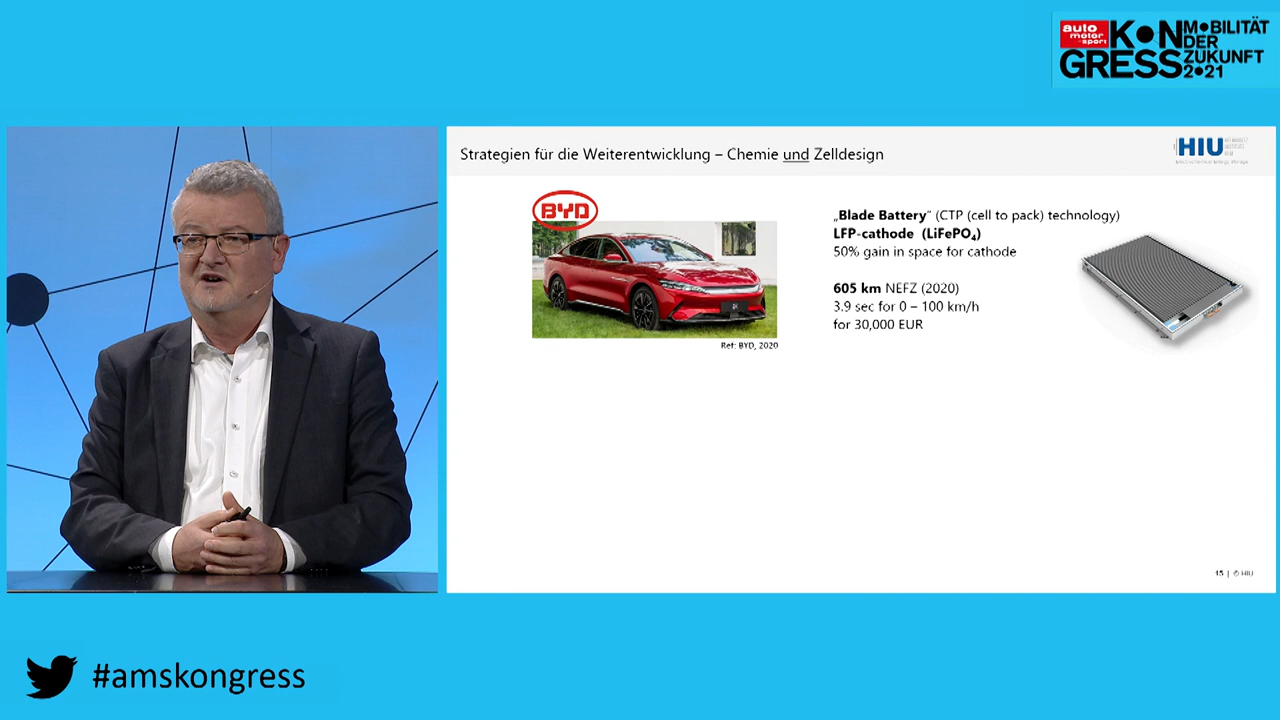 auto motor sport
KONGRESS
MOBILITÄT
DER
ZUKUNFT
2021
Strategien für die Weiterentwicklung – Chemie und Zelldesign
HIU
BYD
„Blade Battery“ (CTP (cell to pack) technology)
LFP-cathode (LiFePO₄)
50% gain in space for cathode
605 km NEFZ (2020)
3.9 sec for 0 – 100 km/h
for 30,000 EUR
Ref: BYD, 2020
15 | © HIU
#amskongress